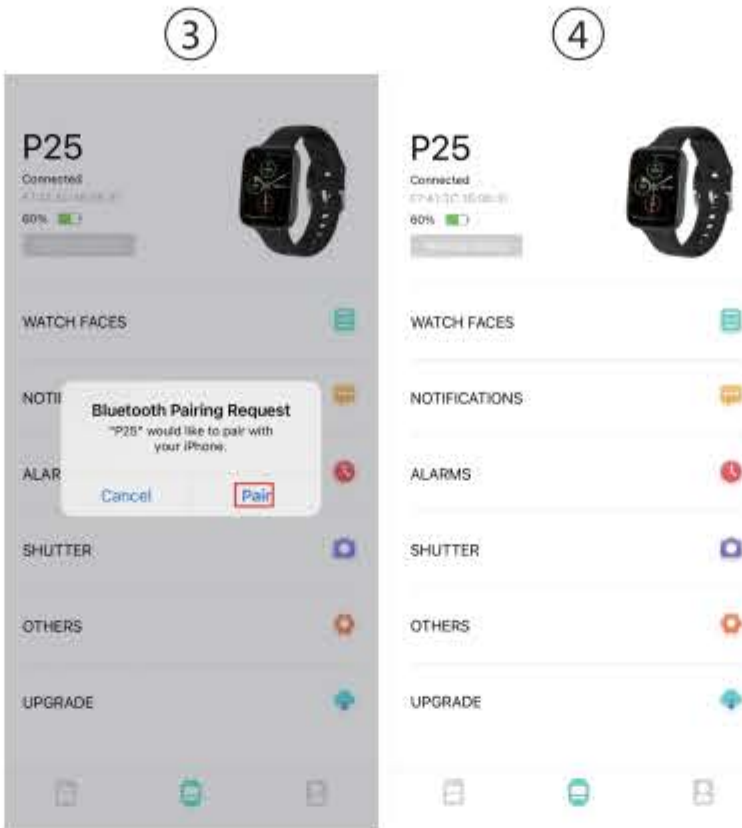 ③
P25
Connected
60%
WATCH FACES
NOTIF
Bluetooth Pairing Request
"P25" would like to pair with
your iPhone.
Cancel
Pair
ALAR
SHUTTER
OTHERS
UPGRADE
④
P25
Connected
60%
WATCH FACES
NOTIFICATIONS
ALARMS
SHUTTER
OTHERS
UPGRADE